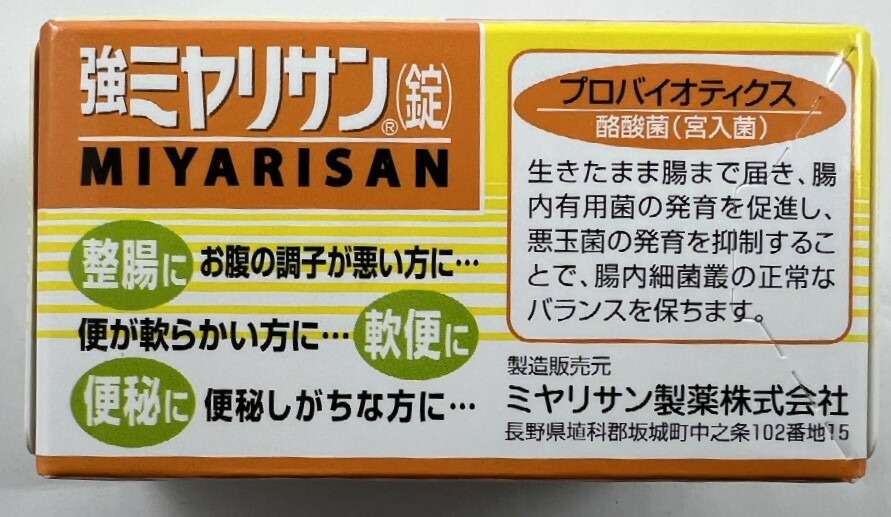 強ミヤリサン®(錠)
MIYARISAN
整腸に お腹の調子が悪い方に…
便が軟らかい方に… 軟便に
便秘に 便秘しがちな方に…
プロバイオティクス
酪酸菌(宮入菌)
生きたまま腸まで届き、腸
内有用菌の発育を促進し、
悪玉菌の発育を抑制するこ
とで、腸内細菌叢の正常な
バランスを保ちます。
製造販売元
ミヤリサン製薬株式会社
長野県埴科郡坂城町中之条102番地15